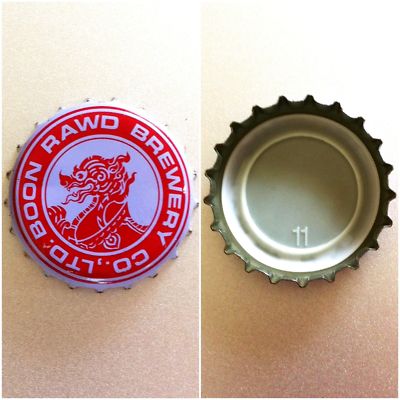 BOON RAWD BREWERY CO.,LTD.
11